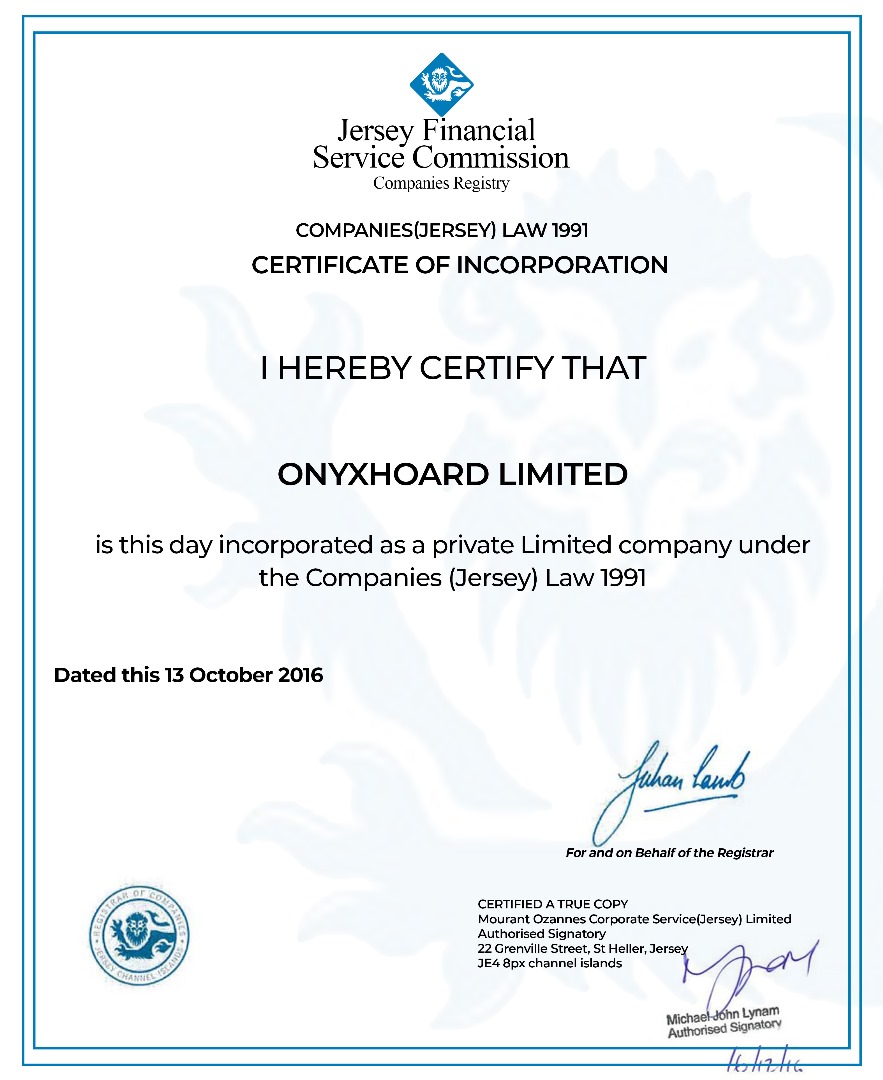 Jersey Financial
Service Commission
Companies Registry
COMPANIES(JERSEY) LAW 1991
CERTIFICATE OF INCORPORATION
I HEREBY CERTIFY THAT
ONYXHOARD LIMITED
is this day incorporated as a private Limited company under
the Companies (Jersey) Law 1991
Dated this 13 October 2016
Juhan Lamb
For and on Behalf of the Registrar
REGISTRAR OF COMPANIES
JERSEY CHANNEL ISLANDS
CERTIFIED A TRUE COPY
Mourant Ozannes Corporate Service(Jersey) Limited
Authorised Signatory
22 Grenville Street, St Heller, Jersey
JE4 8px channel islands
Michael John Lynam
Authorised Signatory
16/12/16